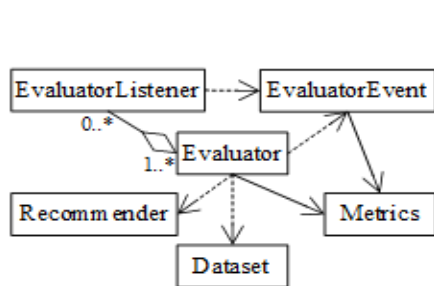 EvaluatorListener
EvaluatorEvent
0..*
1..*
Evaluator
Recommender
Metrics
Dataset